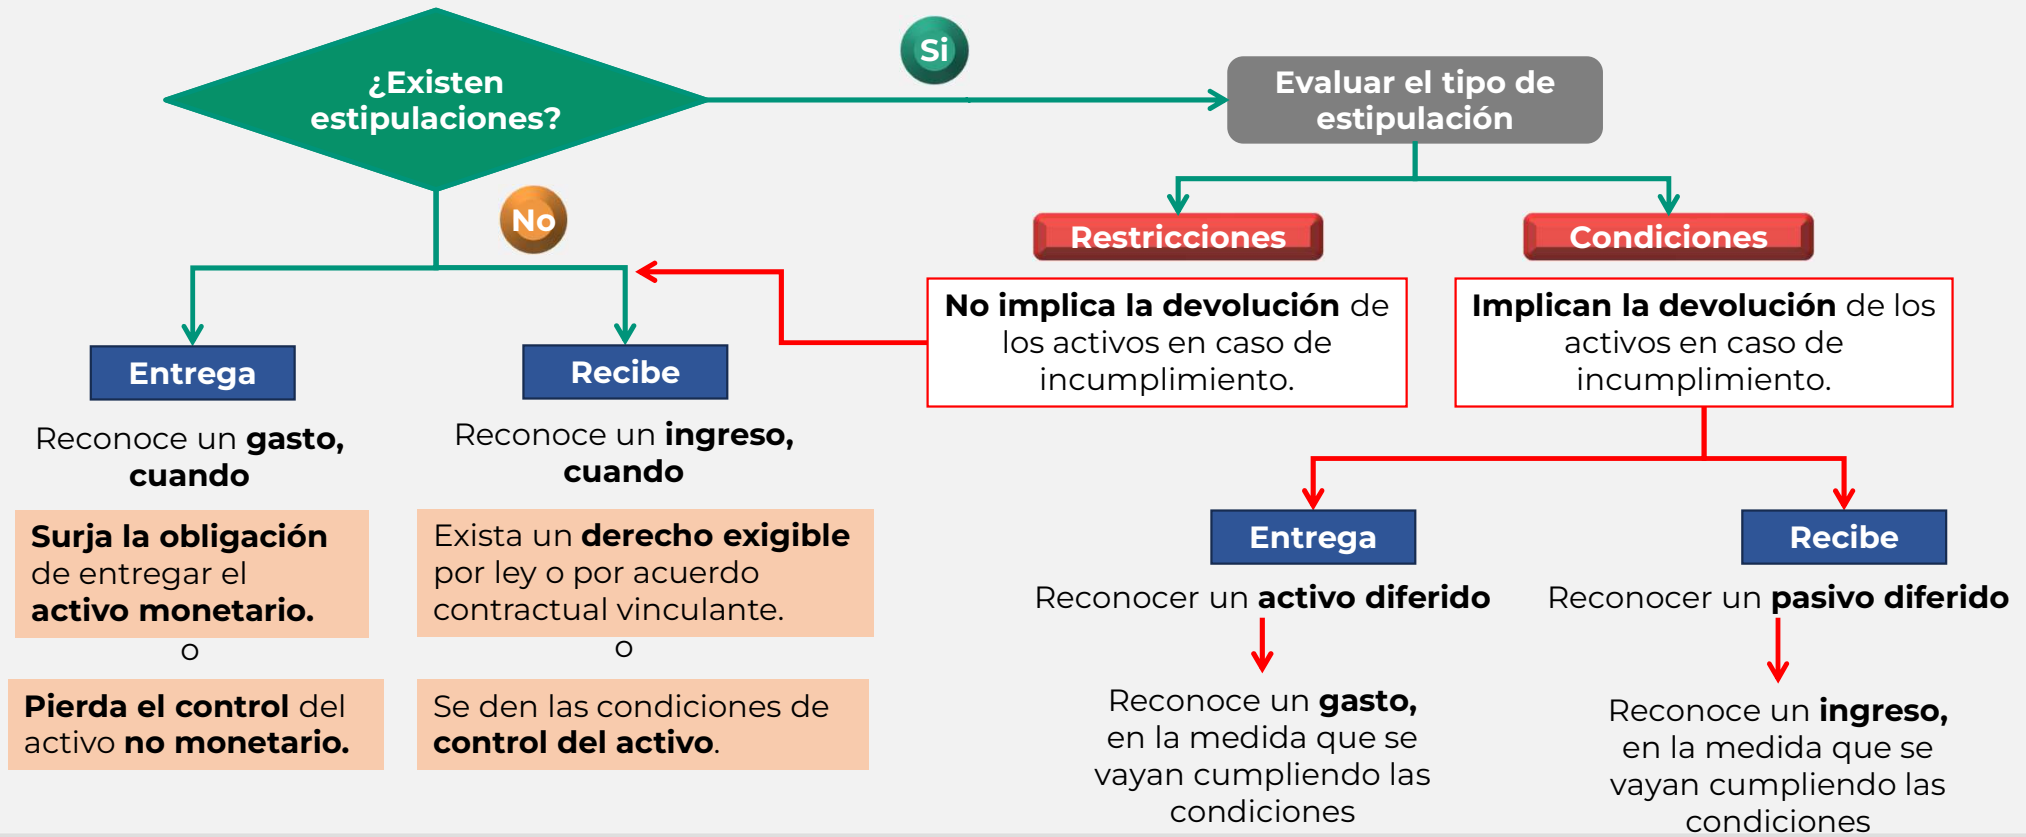 ¿Existen
estipulaciones?
Si
Evaluar el tipo de
estipulación
No
Restricciones
No implica la devolución de
los activos en caso de
incumplimiento.
Condiciones
Implican la devolución de los
activos en caso de
incumplimiento.
Entrega
Reconoce un gasto,
cuando
Surja la obligación
de entregar el
activo monetario.
o
Pierda el control del
activo no monetario.
Recibe
Reconoce un ingreso,
cuando
Exista un derecho exigible
por ley o por acuerdo
contractual vinculante.
o
Se den las condiciones de
control del activo.
Entrega
Reconocer un activo diferido
Reconoce un gasto,
en la medida que se
vayan cumpliendo las
condiciones
Recibe
Reconocer un pasivo diferido
Reconoce un ingreso,
en la medida que se
vayan cumpliendo las
condiciones